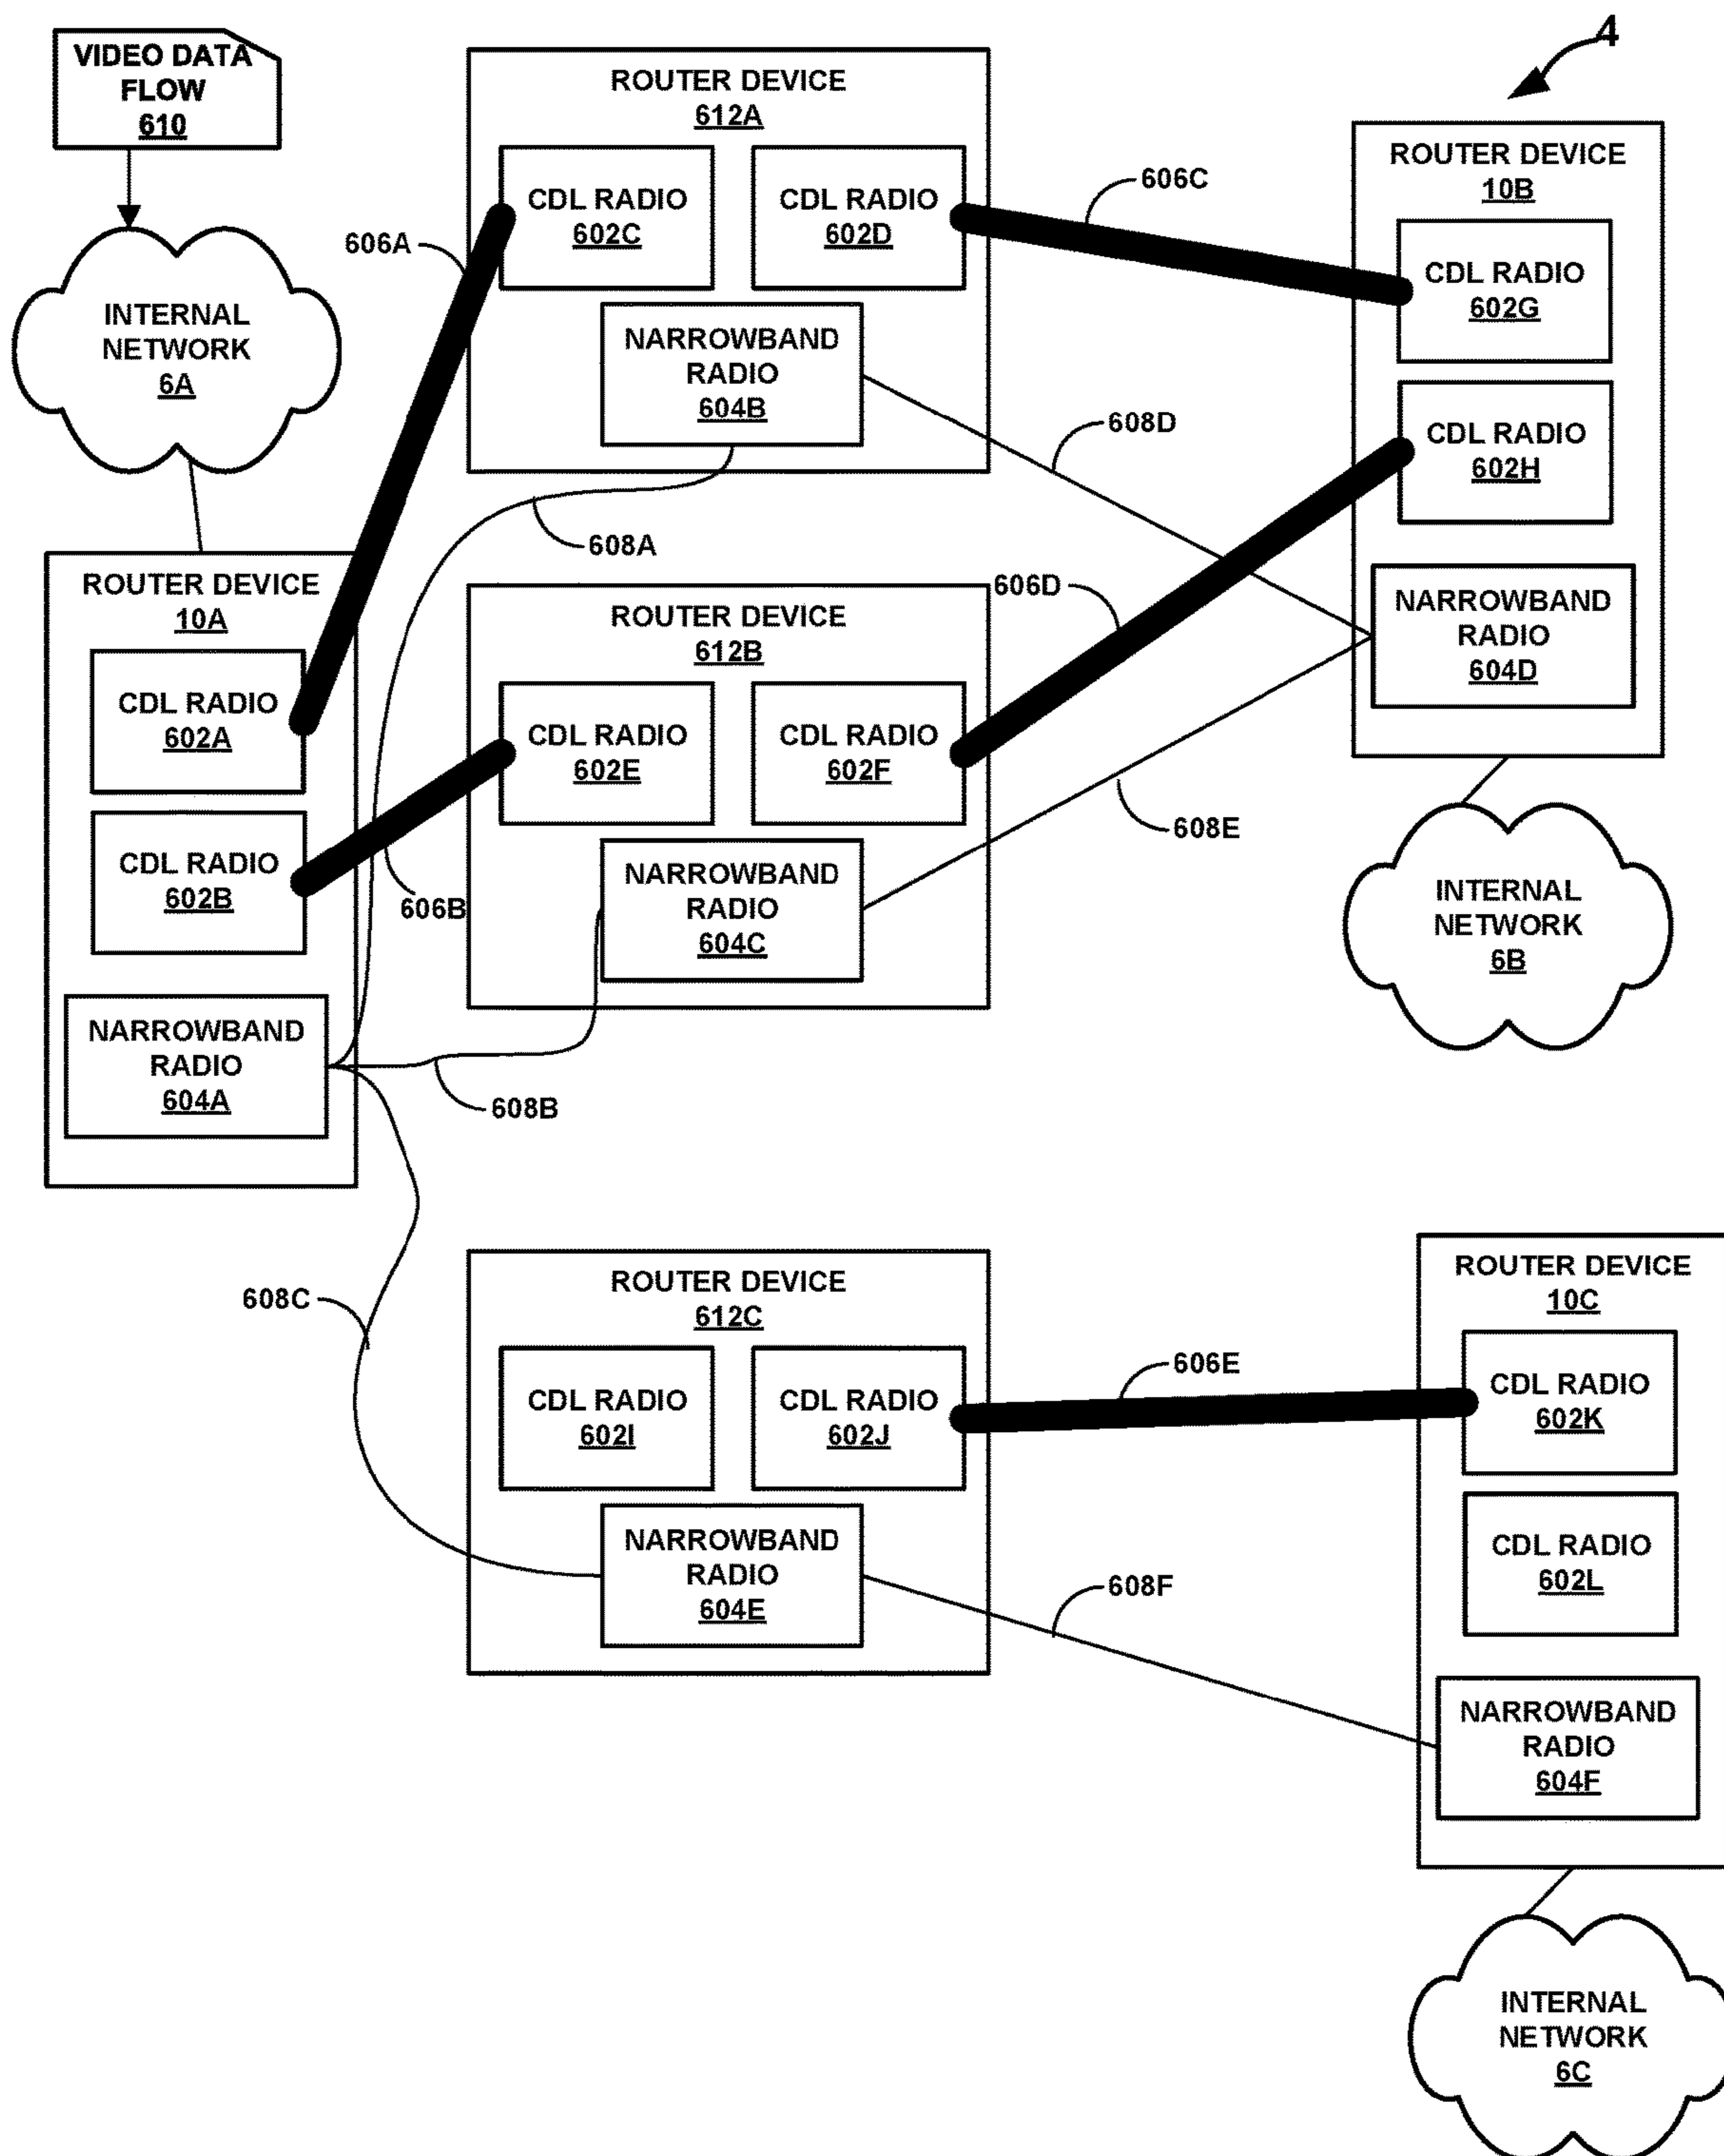 4
VIDEO DATA
FLOW
610
INTERNAL
NETWORK
6A
ROUTER DEVICE
10A
CDL RADIO
602A
CDL RADIO
602B
NARROWBAND
RADIO
604A
606A
606B
608A
608B
608C
ROUTER DEVICE
612A
CDL RADIO
602C
CDL RADIO
602D
NARROWBAND
RADIO
604B
ROUTER DEVICE
612B
CDL RADIO
602E
CDL RADIO
602F
NARROWBAND
RADIO
604C
606C
608D
606D
608E
ROUTER DEVICE
10B
CDL RADIO
602G
CDL RADIO
602H
NARROWBAND
RADIO
604D
INTERNAL
NETWORK
6B
ROUTER DEVICE
612C
CDL RADIO
602I
CDL RADIO
602J
NARROWBAND
RADIO
604E
606E
608F
ROUTER DEVICE
10C
CDL RADIO
602K
CDL RADIO
602L
NARROWBAND
RADIO
604F
INTERNAL
NETWORK
6C